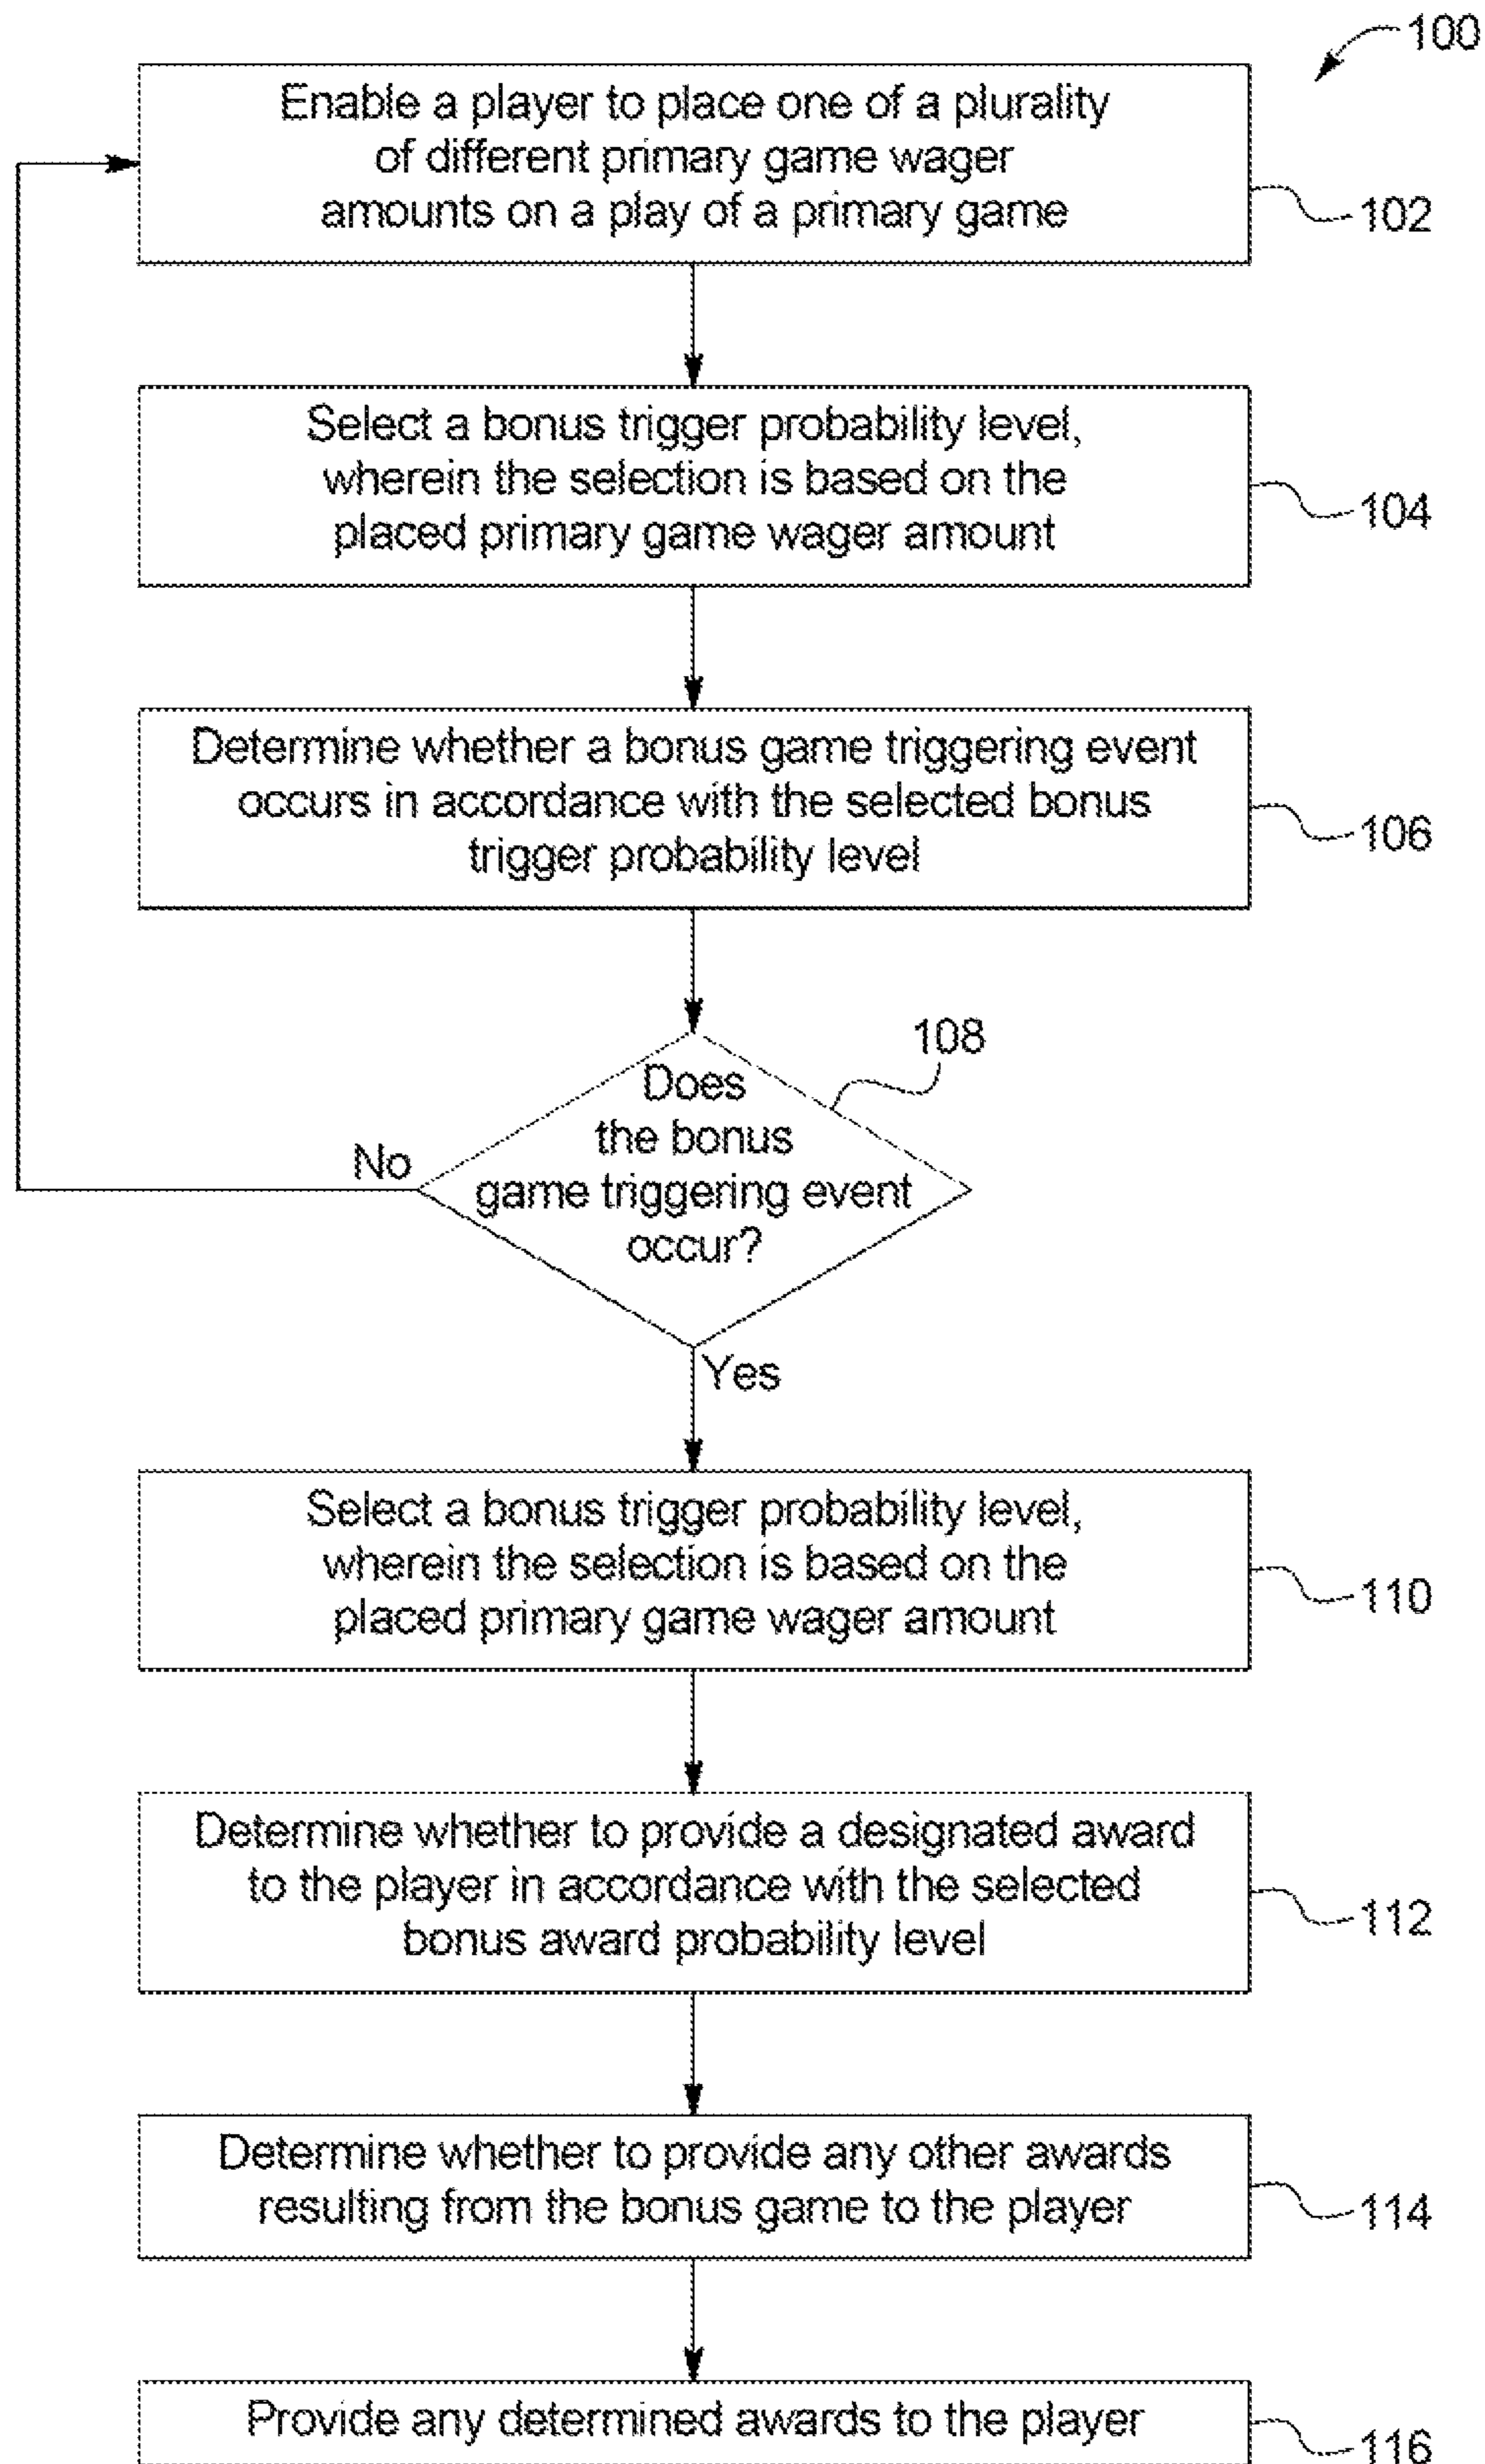 100
Enable a player to place one of a plurality
of different primary game wager
amounts on a play of a primary game
102
Select a bonus trigger probability level,
wherein the selection is based on the
placed primary game wager amount
104
Determine whether a bonus game triggering event
occurs in accordance with the selected bonus
trigger probability level
106
108
Does
the bonus
game triggering event
occur?
No
Yes
Select a bonus trigger probability level,
wherein the selection is based on the
placed primary game wager amount
110
Determine whether to provide a designated award
to the player in accordance with the selected
bonus award probability level
112
Determine whether to provide any other awards
resulting from the bonus game to the player
114
Provide any determined awards to the player
116